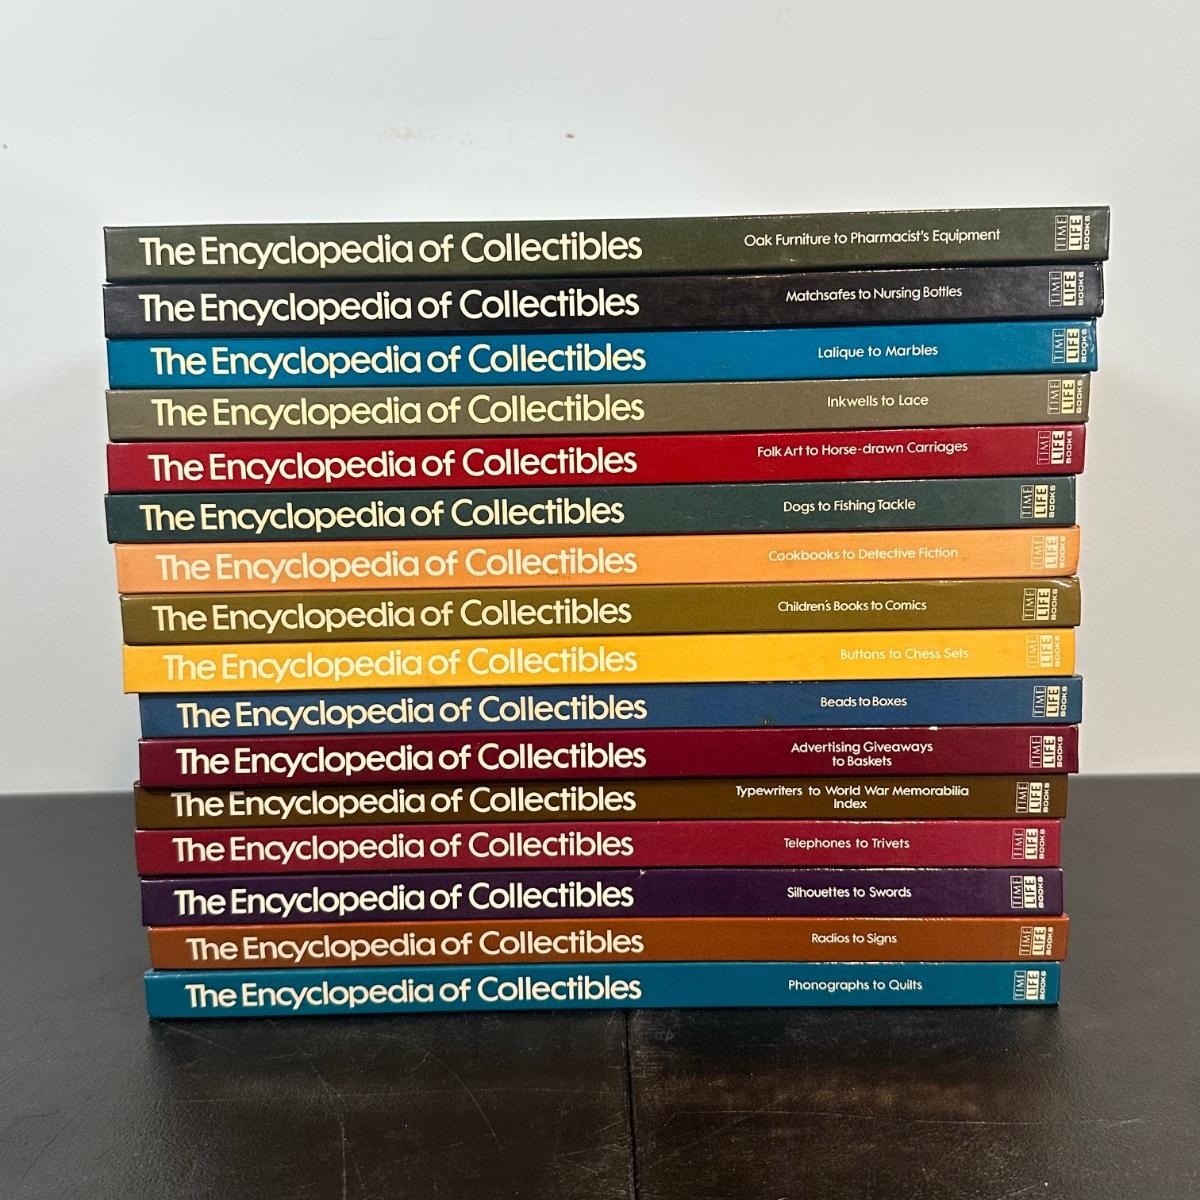 The Encyclopedia of Collectibles Oak Furniture to Pharmacist's Equipment TIME LIFE BOOKS
The Encyclopedia of Collectibles Matchsafes to Nursing Bottles TIME LIFE BOOKS
The Encyclopedia of Collectibles Lalique to Marbles TIME LIFE BOOKS
The Encyclopedia of Collectibles Inkwells to Lace TIME LIFE BOOKS
The Encyclopedia of Collectibles Folk Art to Horse-drawn Carriages TIME LIFE BOOKS
The Encyclopedia of Collectibles Dogs to Fishing Tackle TIME LIFE BOOKS
The Encyclopedia of Collectibles Cookbooks to Detective Fiction TIME LIFE BOOKS
The Encyclopedia of Collectibles Children's Books to Comics TIME LIFE BOOKS
The Encyclopedia of Collectibles Buttons to Chess Sets TIME LIFE BOOKS
The Encyclopedia of Collectibles Beads to Boxes TIME LIFE BOOKS
The Encyclopedia of Collectibles Advertising Giveaways
to Baskets TIME LIFE BOOKS
The Encyclopedia of Collectibles Typewriters to World War Memorabilia
Index TIME LIFE BOOKS
The Encyclopedia of Collectibles Telephones to Trivets TIME LIFE BOOKS
The Encyclopedia of Collectibles Silhouettes to Swords TIME LIFE BOOKS
The Encyclopedia of Collectibles Radios to Signs TIME LIFE BOOKS
The Encyclopedia of Collectibles Phonographs to Quilts TIME LIFE BOOKS